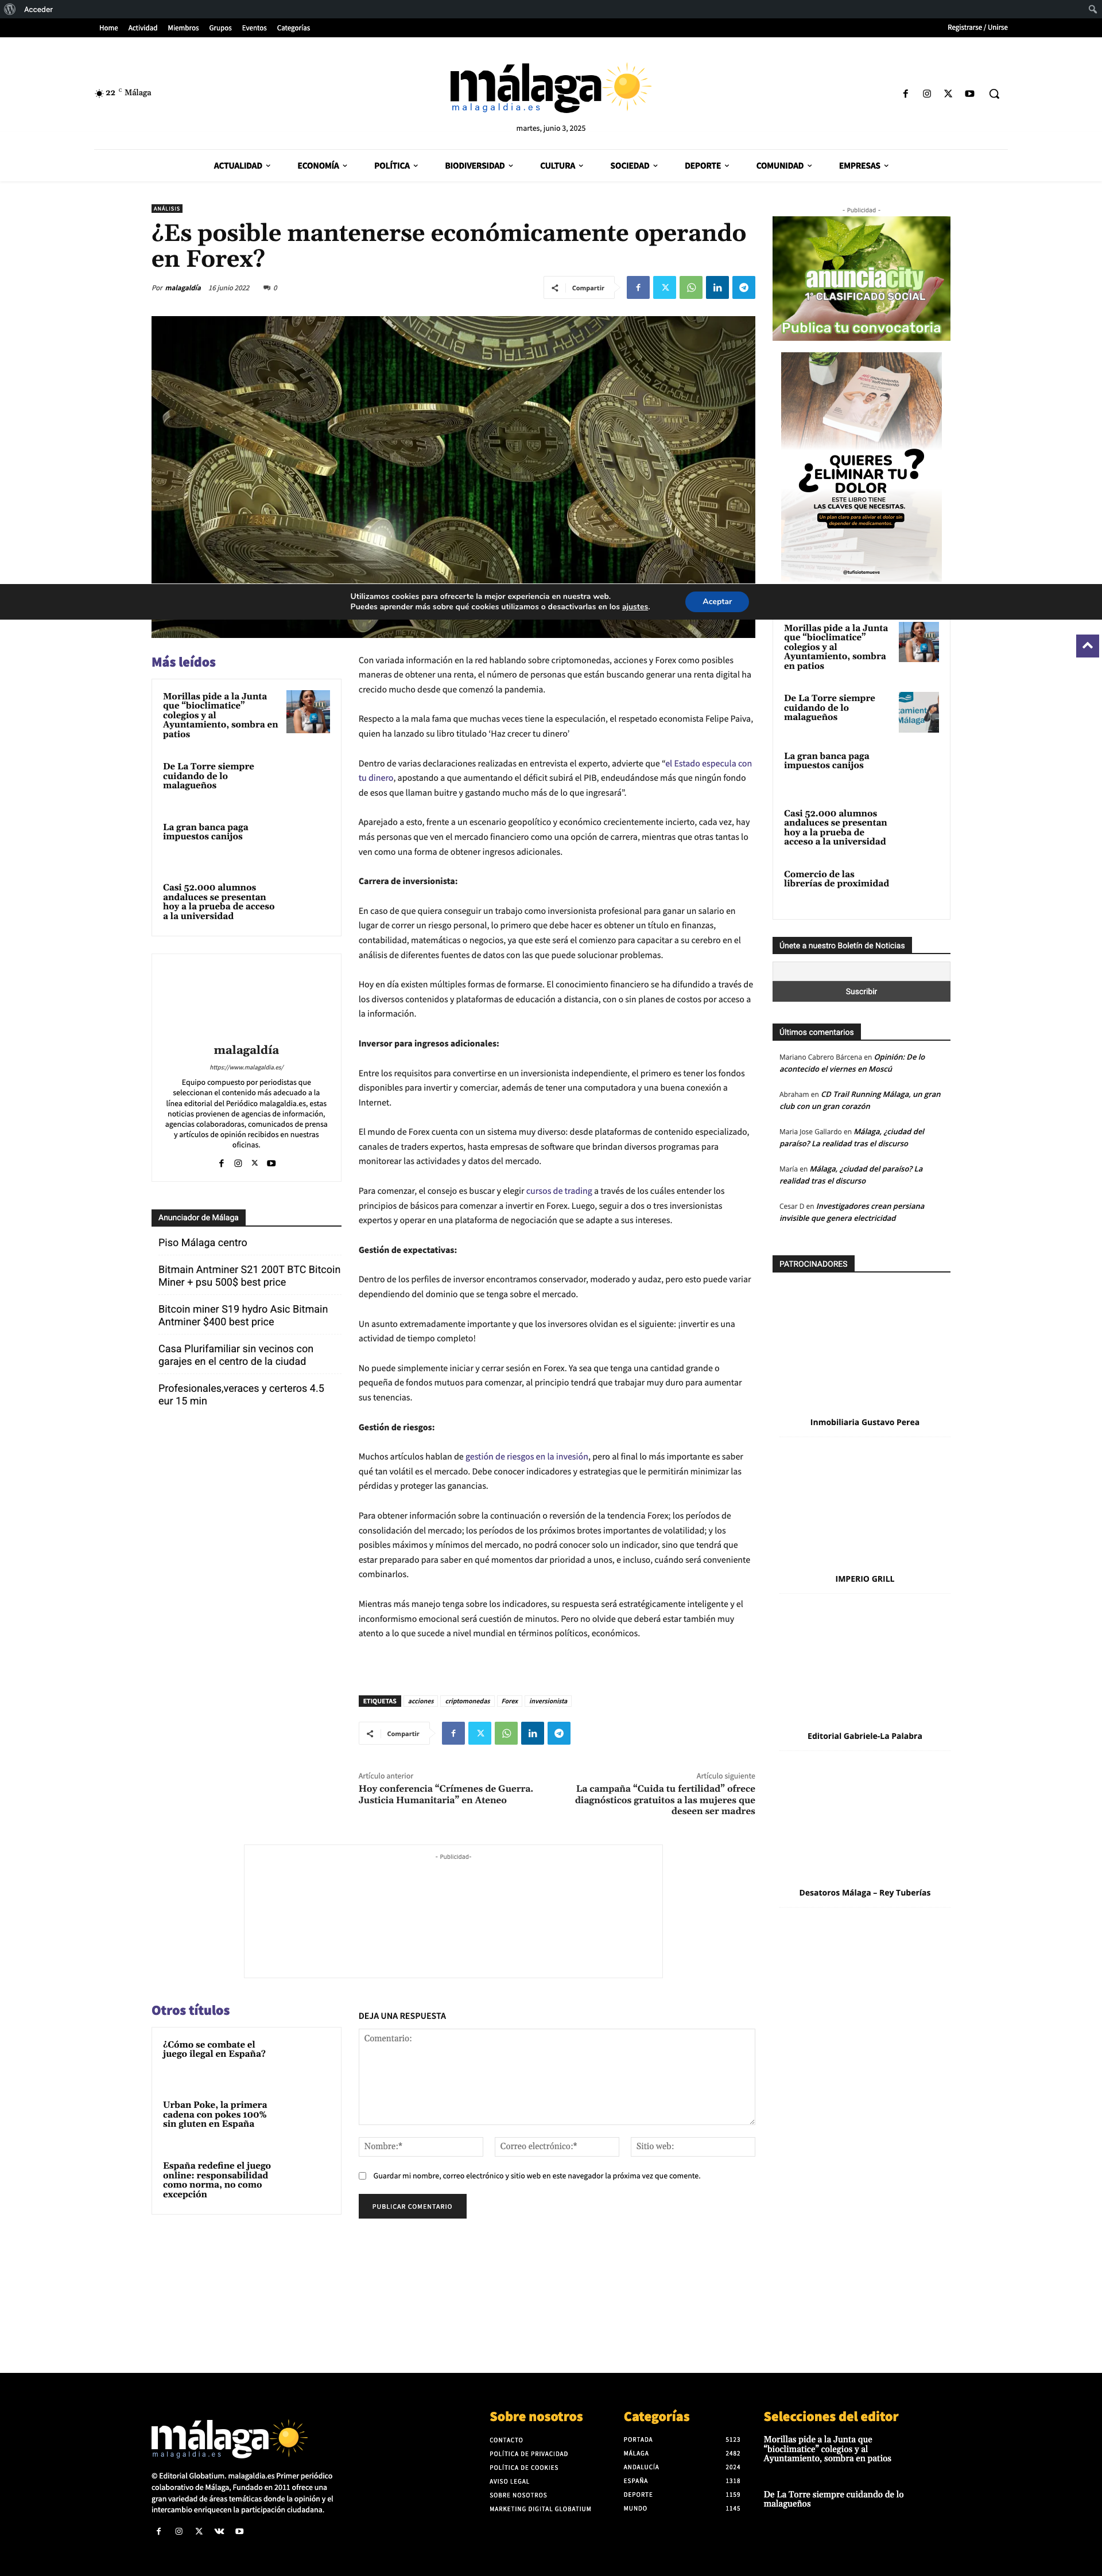 Acceder
Home Actividad Miembros Grupos Eventos Categorías
Registrarse / Unirse
22 C Málaga
málaga
malagaldia.es
martes, junio 3, 2025
ACTUALIDAD ECONOMÍA POLÍTICA BIODIVERSIDAD CULTURA SOCIEDAD DEPORTE COMUNIDAD EMPRESAS
ANÁLISIS
¿Es posible mantenerse económicamente operando
en Forex?
Por malagaldía 16 junio 2022 0
Compartir
- Publicidad -
anunciacity
1º CLASIFICADO SOCIAL
Publica tu convocatoria
QUIERES
¿ELIMINAR TU?
DOLOR
ESTE LIBRO TIENE
LAS CLAVES QUE NECESITAS.
Un plan claro para aliviar el dolor sin
depender de medicamentos.
@tufisiotemueve
Utilizamos cookies para ofrecerte la mejor experiencia en nuestra web.
Puedes aprender más sobre qué cookies utilizamos o desactivarlas en los ajustes.
Aceptar
Más leídos
Morillas pide a la Junta
que “bioclimatice”
colegios y al
Ayuntamiento, sombra en
patios
De La Torre siempre
cuidando de lo
malagueños
La gran banca paga
impuestos canijos
Casi 52.000 alumnos
andaluces se presentan
hoy a la prueba de acceso
a la universidad
malagaldía
https://www.malagaldia.es/
Equipo compuesto por periodistas que
seleccionan el contenido más adecuado a la
línea editorial del Periódico malagaldia.es, estas
noticias provienen de agencias de información,
agencias colaboradoras, comunicados de prensa
y artículos de opinión recibidos en nuestras
oficinas.
Anunciador de Málaga
Piso Málaga centro
Bitmain Antminer S21 200T BTC Bitcoin
Miner + psu 500$ best price
Bitcoin miner S19 hydro Asic Bitmain
Antminer $400 best price
Casa Plurifamiliar sin vecinos con
garajes en el centro de la ciudad
Profesionales,veraces y certeros 4.5
eur 15 min
Con variada información en la red hablando sobre criptomonedas, acciones y Forex como posibles
maneras de obtener una renta, el número de personas que están buscando generar una renta digital ha
crecido mucho desde que comenzó la pandemia.
Respecto a la mala fama que muchas veces tiene la especulación, el respetado economista Felipe Paiva,
quien ha lanzado su libro titulado ‘Haz crecer tu dinero’
Dentro de varias declaraciones realizadas en entrevista el experto, advierte que “el Estado especula con
tu dinero, apostando a que aumentando el déficit subirá el PIB, endeudándose más que ningún fondo
de esos que llaman buitre y gastando mucho más de lo que ingresará”.
Aparejado a esto, frente a un escenario geopolítico y económico crecientemente incierto, cada vez, hay
más personas que ven el mercado financiero como una opción de carrera, mientras que otras tantas lo
ven como una forma de obtener ingresos adicionales.
Carrera de inversionista:
En caso de que quiera conseguir un trabajo como inversionista profesional para ganar un salario en
lugar de correr un riesgo personal, lo primero que debe hacer es obtener un título en finanzas,
contabilidad, matemáticas o negocios, ya que este será el comienzo para capacitar a su cerebro en el
análisis de diferentes fuentes de datos con las que puede solucionar problemas.
Hoy en día existen múltiples formas de formarse. El conocimiento financiero se ha difundido a través de
los diversos contenidos y plataformas de educación a distancia, con o sin planes de costos por acceso a
la información.
Inversor para ingresos adicionales:
Entre los requisitos para convertirse en un inversionista independiente, el primero es tener los fondos
disponibles para invertir y comerciar, además de tener una computadora y una buena conexión a
Internet.
El mundo de Forex cuenta con un sistema muy diverso: desde plataformas de contenido especializado,
canales de traders expertos, hasta empresas de software que brindan diversos programas para
monitorear las actividades y datos del mercado.
Para comenzar, el consejo es buscar y elegir cursos de trading a través de los cuáles entender los
principios de básicos para comenzar a invertir en Forex. Luego, seguir a dos o tres inversionistas
expertos y operar en una plataforma de negociación que se adapte a sus intereses.
Gestión de expectativas:
Dentro de los perfiles de inversor encontramos conservador, moderado y audaz, pero esto puede variar
dependiendo del dominio que se tenga sobre el mercado.
Un asunto extremadamente importante y que los inversores olvidan es el siguiente: ¡invertir es una
actividad de tiempo completo!
No puede simplemente iniciar y cerrar sesión en Forex. Ya sea que tenga una cantidad grande o
pequeña de fondos mutuos para comenzar, al principio tendrá que trabajar muy duro para aumentar
sus tenencias.
Gestión de riesgos:
Muchos artículos hablan de gestión de riesgos en la invesión, pero al final lo más importante es saber
qué tan volátil es el mercado. Debe conocer indicadores y estrategias que le permitirán minimizar las
pérdidas y proteger las ganancias.
Para obtener información sobre la continuación o reversión de la tendencia Forex; los períodos de
consolidación del mercado; los períodos de los próximos brotes importantes de volatilidad; y los
posibles máximos y mínimos del mercado, no podrá conocer solo un indicador, sino que tendrá que
estar preparado para saber en qué momentos dar prioridad a unos, e incluso, cuándo será conveniente
combinarlos.
Mientras más manejo tenga sobre los indicadores, su respuesta será estratégicamente inteligente y el
inconformismo emocional será cuestión de minutos. Pero no olvide que deberá estar también muy
atento a lo que sucede a nivel mundial en términos políticos, económicos.
ETIQUETAS acciones criptomonedas Forex inversionista
Compartir
Artículo anterior
Hoy conferencia “Crímenes de Guerra.
Justicia Humanitaria” en Ateneo
Artículo siguiente
La campaña “Cuida tu fertilidad” ofrece
diagnósticos gratuitos a las mujeres que
deseen ser madres
- Publicidad-
Morillas pide a la Junta
que “bioclimatice”
colegios y al
Ayuntamiento, sombra
en patios
De La Torre siempre
cuidando de lo
malagueños
La gran banca paga
impuestos canijos
Casi 52.000 alumnos
andaluces se presentan
hoy a la prueba de
acceso a la universidad
Comercio de las
librerías de proximidad
Únete a nuestro Boletín de Noticias
Suscribir
Últimos comentarios
Mariano Cabrero Bárcena en Opinión: De lo
acontecido el viernes en Moscú
Abraham en CD Trail Running Málaga, un gran
club con un gran corazón
Maria Jose Gallardo en Málaga, ¿ciudad del
paraíso? La realidad tras el discurso
María en Málaga, ¿ciudad del paraíso? La
realidad tras el discurso
Cesar D en Investigadores crean persiana
invisible que genera electricidad
PATROCINADORES
Inmobiliaria Gustavo Perea
IMPERIO GRILL
Editorial Gabriele-La Palabra
Desatoros Málaga – Rey Tuberías
Otros títulos
¿Cómo se combate el
juego ilegal en España?
Urban Poke, la primera
cadena con pokes 100%
sin gluten en España
España redefine el juego
online: responsabilidad
como norma, no como
excepción
DEJA UNA RESPUESTA
Comentario:
Nombre:* Correo electrónico:* Sitio web:
Guardar mi nombre, correo electrónico y sitio web en este navegador la próxima vez que comente.
PUBLICAR COMENTARIO
málaga
malagaldia.es
© Editorial Globatium. malagaldia.es Primer periódico
colaborativo de Málaga, Fundado en 2011 ofrece una
gran variedad de áreas temáticas donde la opinión y el
intercambio enriquecen la participación ciudadana.
Sobre nosotros
CONTACTO
POLÍTICA DE PRIVACIDAD
POLÍTICA DE COOKIES
AVISO LEGAL
SOBRE NOSOTROS
MARKETING DIGITAL GLOBATIUM
Categorías
PORTADA 5123
MÁLAGA 2482
ANDALUCÍA 2024
ESPAÑA 1318
DEPORTE 1159
MUNDO 1145
Selecciones del editor
Morillas pide a la Junta que
“bioclimatice” colegios y al
Ayuntamiento, sombra en patios
De La Torre siempre cuidando de lo
malagueños